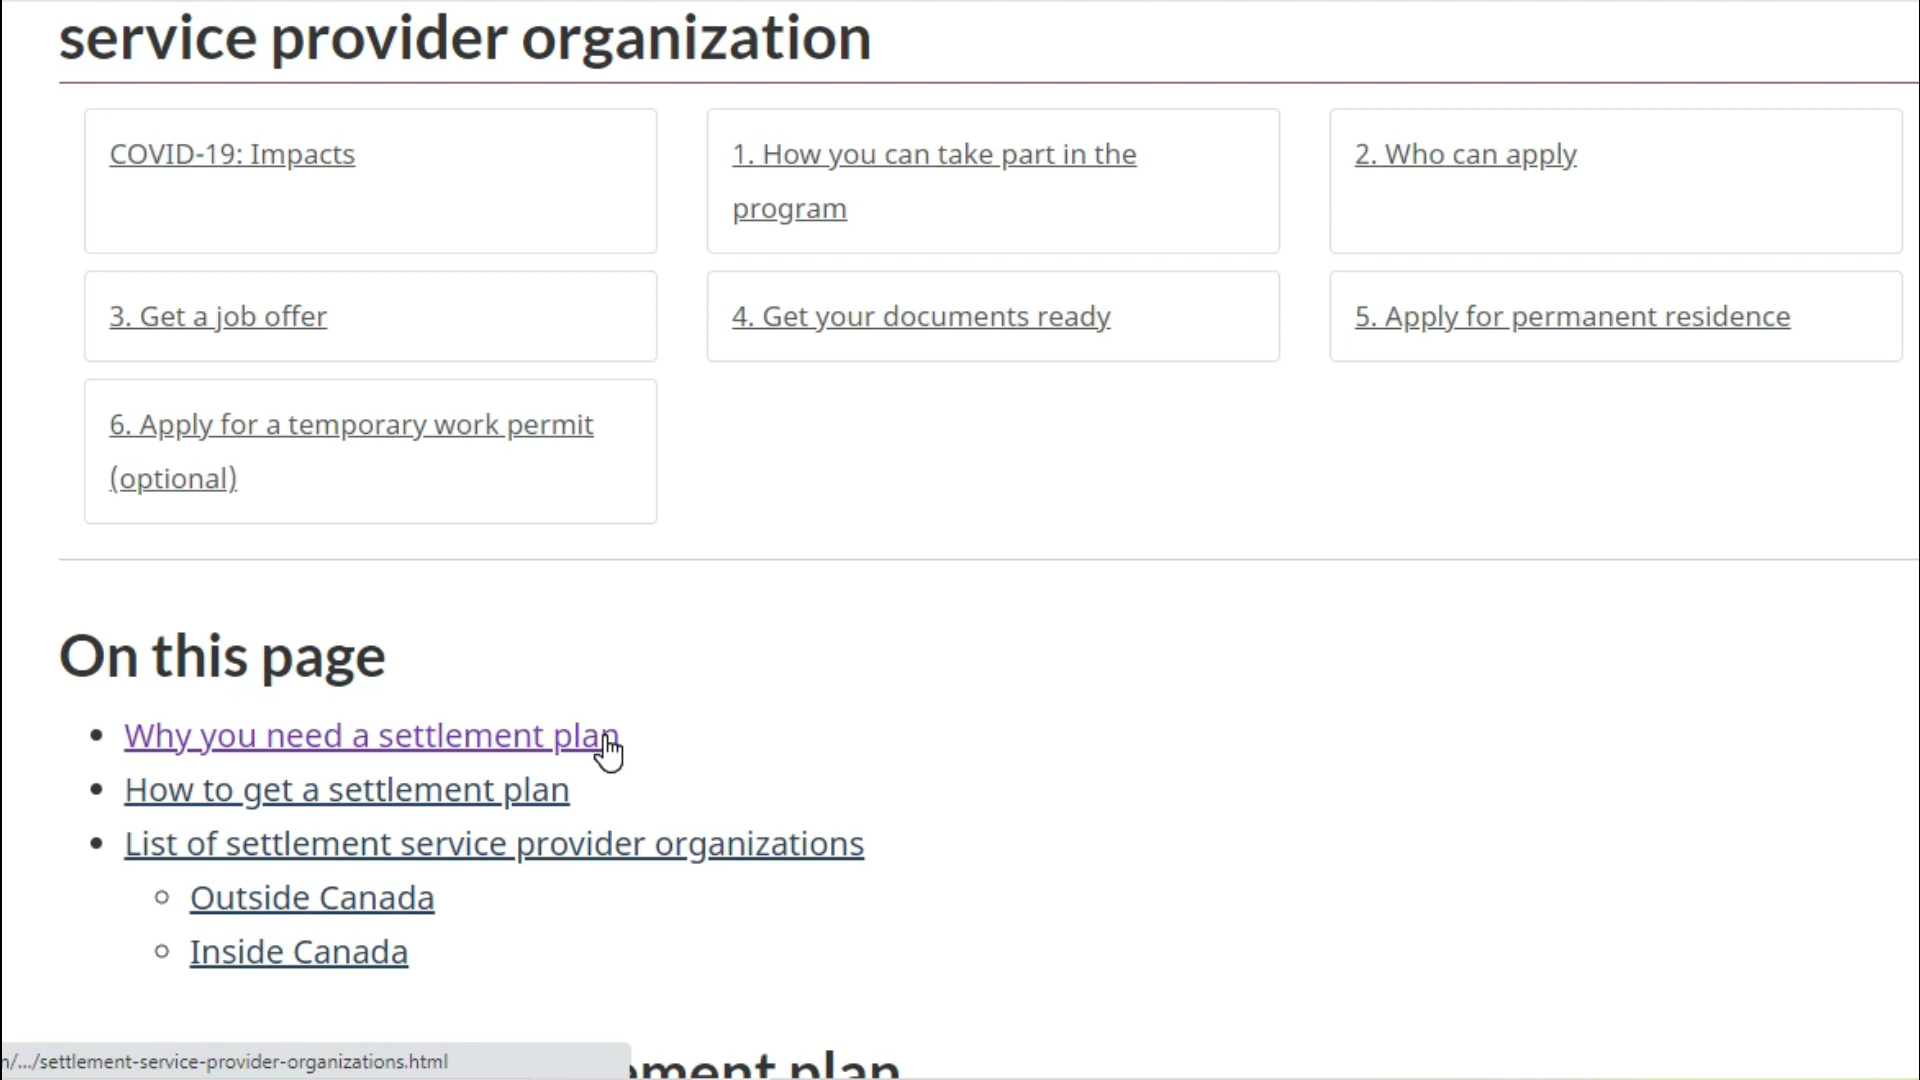 service provider organization
COVID-19: Impacts
1. How you can take part in the
program
2. Who can apply
3. Get a job offer
4. Get your documents ready
5. Apply for permanent residence
6. Apply for a temporary work permit
(optional)
On this page
Why you need a settlement plan
How to get a settlement plan
List of settlement service provider organizations
Outside Canada
Inside Canada
n/.../settlement-service-provider-organizations.html
ement plan